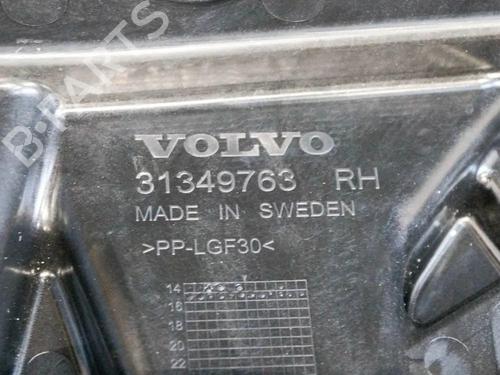 B-PARTS
VOLVO
31349763 RH
MADE IN SWEDEN
>PP-LGF30<
14
16
18
20
22